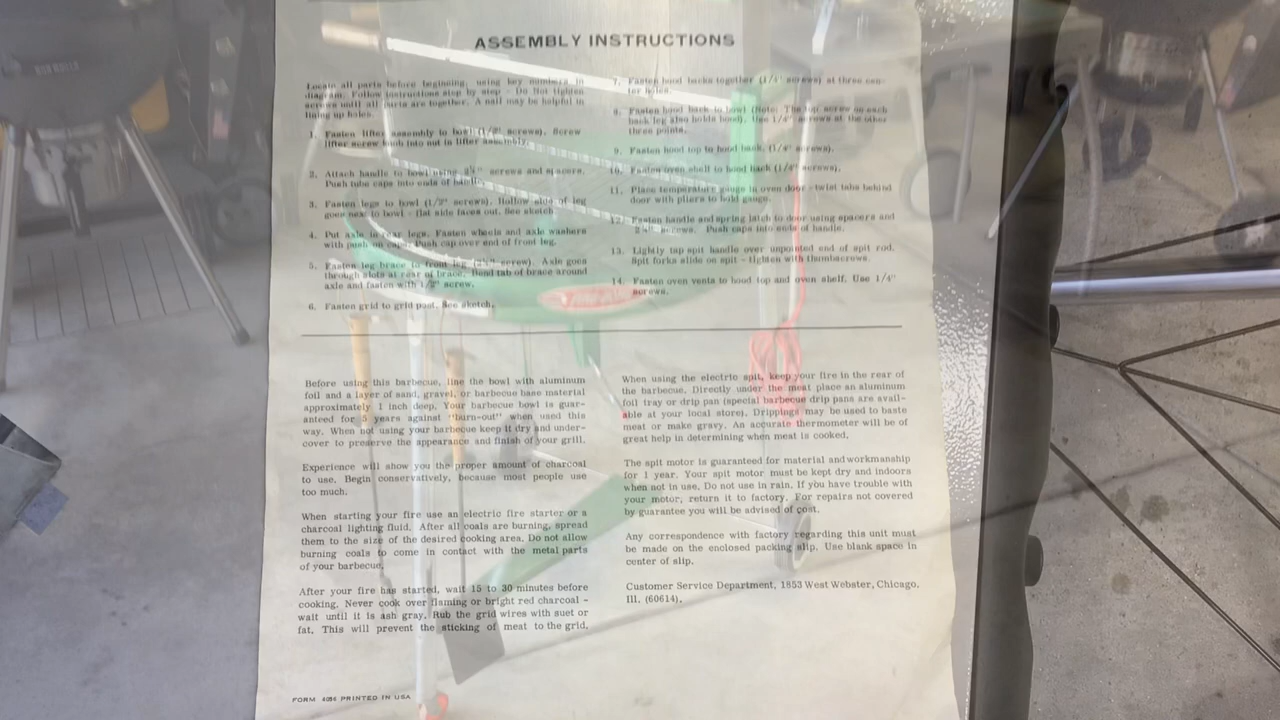 ASSEMBLY INSTRUCTIONS
Locate all parts before beginning, using key numbers in
diagram. Follow instructions step by step - Do Not tighten
screws until all parts are together. A nail may be helpful in
lining up holes.
1. Fasten lifter assembly to bowl (1/2" screws). Screw
lifter screw knob into nut in lifter assembly.
2. Attach handle to bowl using screws and spacers.
Push tube caps into ends of handle.
3. Fasten legs to bowl (1/2" screws). Hollow side of leg
goes next to bowl - flat side faces out. See sketch.
4. Put axle in rear legs. Fasten wheels and axle washers
with push on caps. Push cap over end of front leg.
5. Fasten leg brace to front leg screw). Axle goes
through slots at rear of brace. Bend tab of brace around
axle and fasten with 1/2" screw.
6. Fasten grid to grid post. See sketch.
7. Fasten hood backs together (1/4" screws) at three cen-
ter holes.
8. Fasten hood back to bowl (Note: The top screw on each
back leg also holds hood). Use 1/4" screws at the other
three points.
9. Fasten hood top to hood back. (1/4" screws).
10. Fasten oven shelf to hood back (1/4" screws).
11. Place temperature gauge in oven door - twist tabs behind
door with pliers to hold gauge.
12. Fasten handle and spring latch to door using spacers and
screws. Push caps into ends of handle.
13. Lightly tap spit handle over unpointed end of spit rod.
Spit forks slide on spit - tighten with thumbscrews.
14. Fasten oven vents to hood top and oven shelf. Use 1/4"
screws.
Before using this barbecue, line the bowl with aluminum
foil and a layer of sand, gravel, or barbecue base material
approximately 1 inch deep. Your barbecue bowl is guar-
anteed for 5 years against "burn-out" when used this
way. When not using your barbecue keep it dry and under-
cover to preserve the appearance and finish of your grill.
Experience will show you the proper amount of charcoal
to use. Begin conservatively, because most people use
too much.
When starting your fire use an electric fire starter or a
charcoal lighting fluid. After all coals are burning, spread
them to the size of the desired cooking area. Do not allow
burning coals to come in contact with the metal parts
of your barbecue.
After your fire has started, wait 15 to 30 minutes before
cooking. Never cook over flaming or bright red charcoal -
wait until it is ash gray. Rub the grid wires with suet or
fat. This will prevent the sticking of meat to the grid.
When using the electric spit, keep your fire in the rear of
the barbecue. Directly under the meat place an aluminum
foil tray or drip pan (special barbecue drip pans are avail-
able at your local store). Drippings may be used to baste
meat or make gravy. An accurate thermometer will be of
great help in determining when meat is cooked.
The spit motor is guaranteed for material and workmanship
for 1 year. Your spit motor must be kept dry and indoors
when not in use. Do not use in rain. If you have trouble with
your motor, return it to factory. For repairs not covered
by guarantee you will be advised of cost.
Any correspondence with factory regarding this unit must
be made on the enclosed packing slip. Use blank space in
center of slip.
Customer Service Department, 1853 West Webster, Chicago,
Ill. (60614).
FORM 4056 PRINTED IN USA